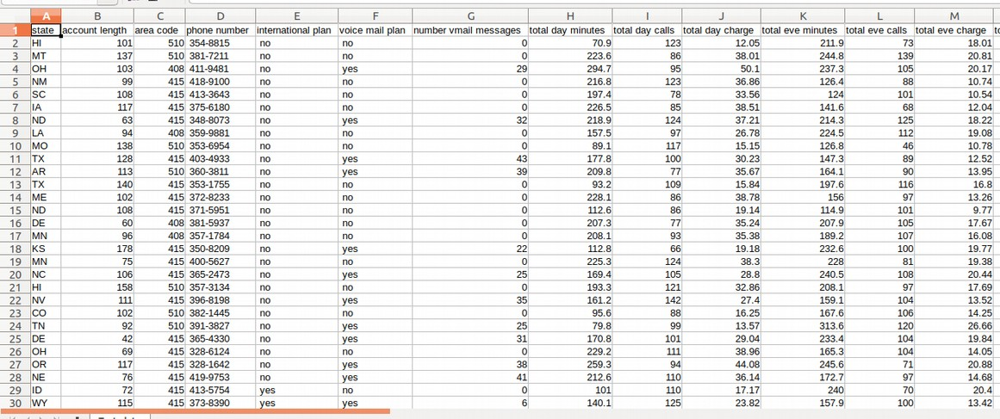 A B C D E F G H I J K L M
1 state account length area code phone number international plan voice mail plan number vmail messages total day minutes total day calls total day charge total eve minutes total eve calls total eve charge
2 HI 101 510 354-8815 no no 0 70.9 123 12.05 211.9 73 18.01
3 MT 137 510 381-7211 no no 0 223.6 86 38.01 244.8 139 20.81
4 OH 103 408 411-9481 no yes 29 294.7 95 50.1 237.3 105 20.17
5 NM 99 415 418-9100 no no 0 216.8 123 36.86 126.4 88 10.74
6 SC 108 415 413-3643 no no 0 197.4 78 33.56 124 101 10.54
7 IA 117 415 375-6180 no no 0 226.5 85 38.51 141.6 68 12.04
8 ND 63 415 348-8073 no yes 32 218.9 124 37.21 214.3 125 18.22
9 LA 94 408 359-9881 no no 0 157.5 97 26.78 224.5 112 19.08
10 MO 138 510 353-6954 no no 0 89.1 117 15.15 126.8 46 10.78
11 TX 128 415 403-4933 no yes 43 177.8 100 30.23 147.3 89 12.52
12 AR 113 510 360-3811 no yes 39 209.8 77 35.67 164.1 90 13.95
13 TX 140 415 353-1755 no no 0 93.2 109 15.84 197.6 116 16.8
14 ME 102 415 372-8233 no no 0 228.1 86 38.78 156 97 13.26
15 ND 108 415 371-5951 no no 0 112.6 86 19.14 114.9 101 9.77
16 DE 60 408 381-5937 no no 0 207.3 77 35.24 207.9 105 17.67
17 MN 96 408 357-1784 no no 0 208.1 93 35.38 189.2 107 16.08
18 KS 178 415 350-8209 no yes 22 112.8 66 19.18 232.6 100 19.77
19 MN 75 415 400-5627 no no 0 225.3 124 38.3 228 81 19.38
20 NC 106 415 365-2473 no yes 25 169.4 105 28.8 240.5 108 20.44
21 HI 158 510 357-3134 no no 0 193.3 121 32.86 208.1 97 17.69
22 NV 111 415 396-8198 no yes 35 161.2 142 27.4 159.1 104 13.52
23 CO 102 510 382-1445 no no 0 95.6 88 16.25 167.6 106 14.25
24 TN 92 510 391-3827 no yes 25 79.8 99 13.57 313.6 120 26.66
25 DE 42 415 365-4330 no yes 31 170.8 101 29.04 233.4 104 19.84
26 OH 69 415 328-6124 no no 0 229.2 111 38.96 165.3 104 14.05
27 OR 117 415 328-1642 no yes 38 259.3 94 44.08 245.6 71 20.88
28 NE 76 415 419-9753 no yes 41 212.6 110 36.14 172.7 97 14.68
29 ID 72 415 413-5754 yes no 0 101 110 17.17 240 70 20.4
30 WY 115 415 373-8390 yes yes 6 140.1 125 23.82 157.9 100 13.42